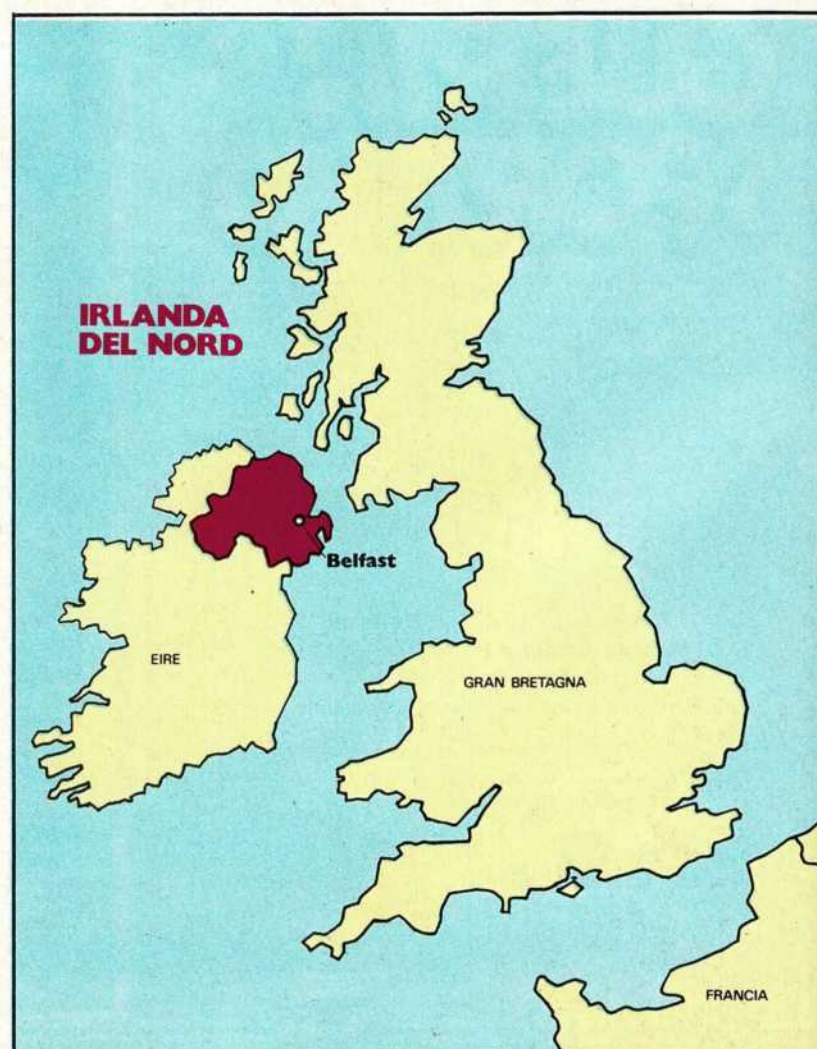 IRLANDA
DEL NORD
Belfast
EIRE
GRAN BRETAGNA
FRANCIA